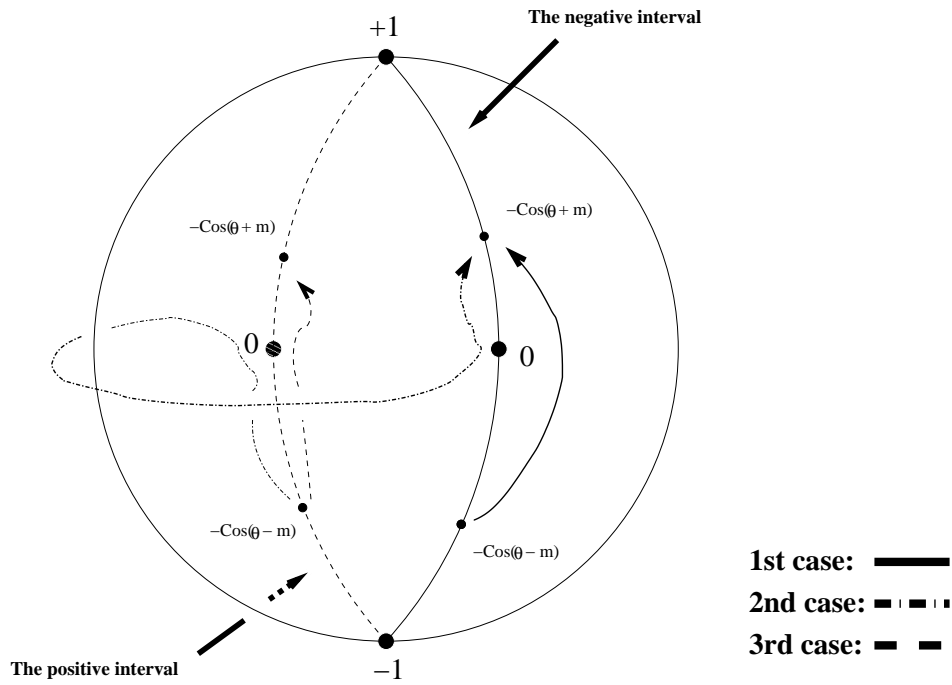 The negative interval
+1
−Cos(θ + m)
−Cos(θ + m)
0
0
−Cos(θ − m)
−Cos(θ − m)
1st case:
2nd case:
3rd case:
The positive interval
−1